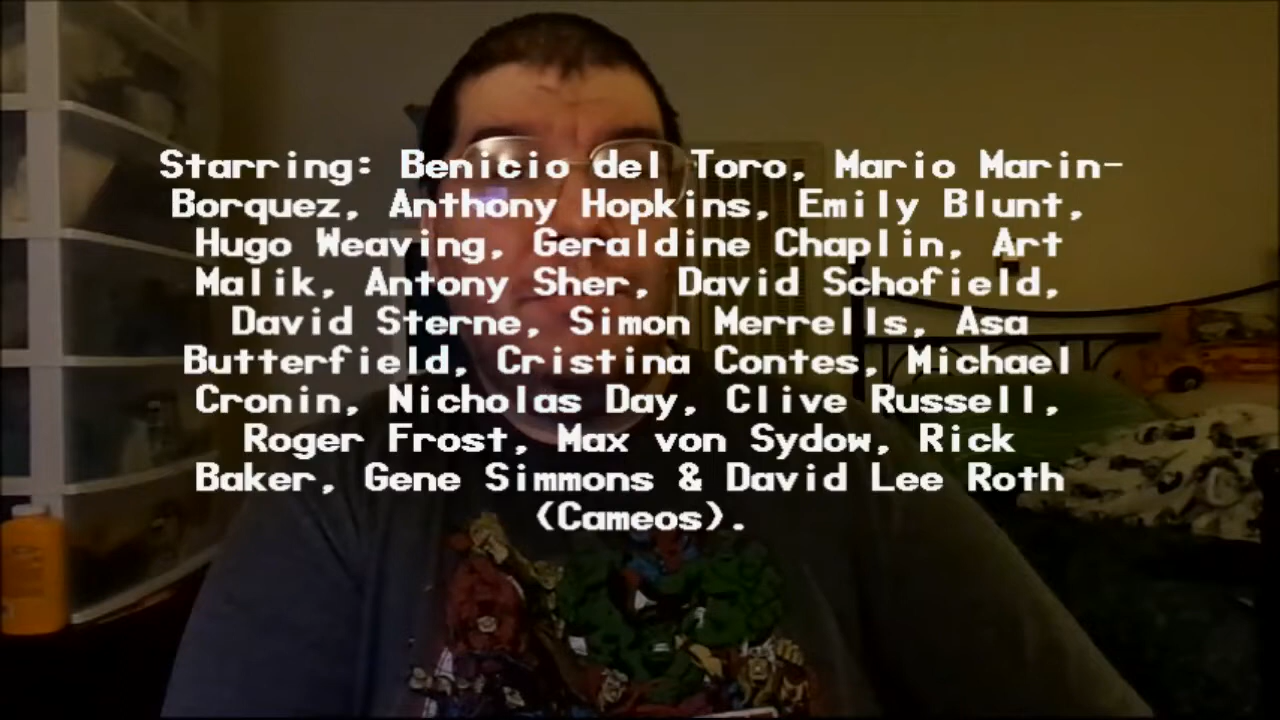 Starring: Benicio del Toro, Mario Marin-
Borquez, Anthony Hopkins, Emily Blunt,
Hugo Weaving, Geraldine Chaplin, Art
Malik, Antony Sher, David Schofield,
David Sterne, Simon Merrells, Asa
Butterfield, Cristina Contes, Michael
Cronin, Nicholas Day, Clive Russell,
Roger Frost, Max von Sydow, Rick
Baker, Gene Simmons & David Lee Roth
(Cameos).